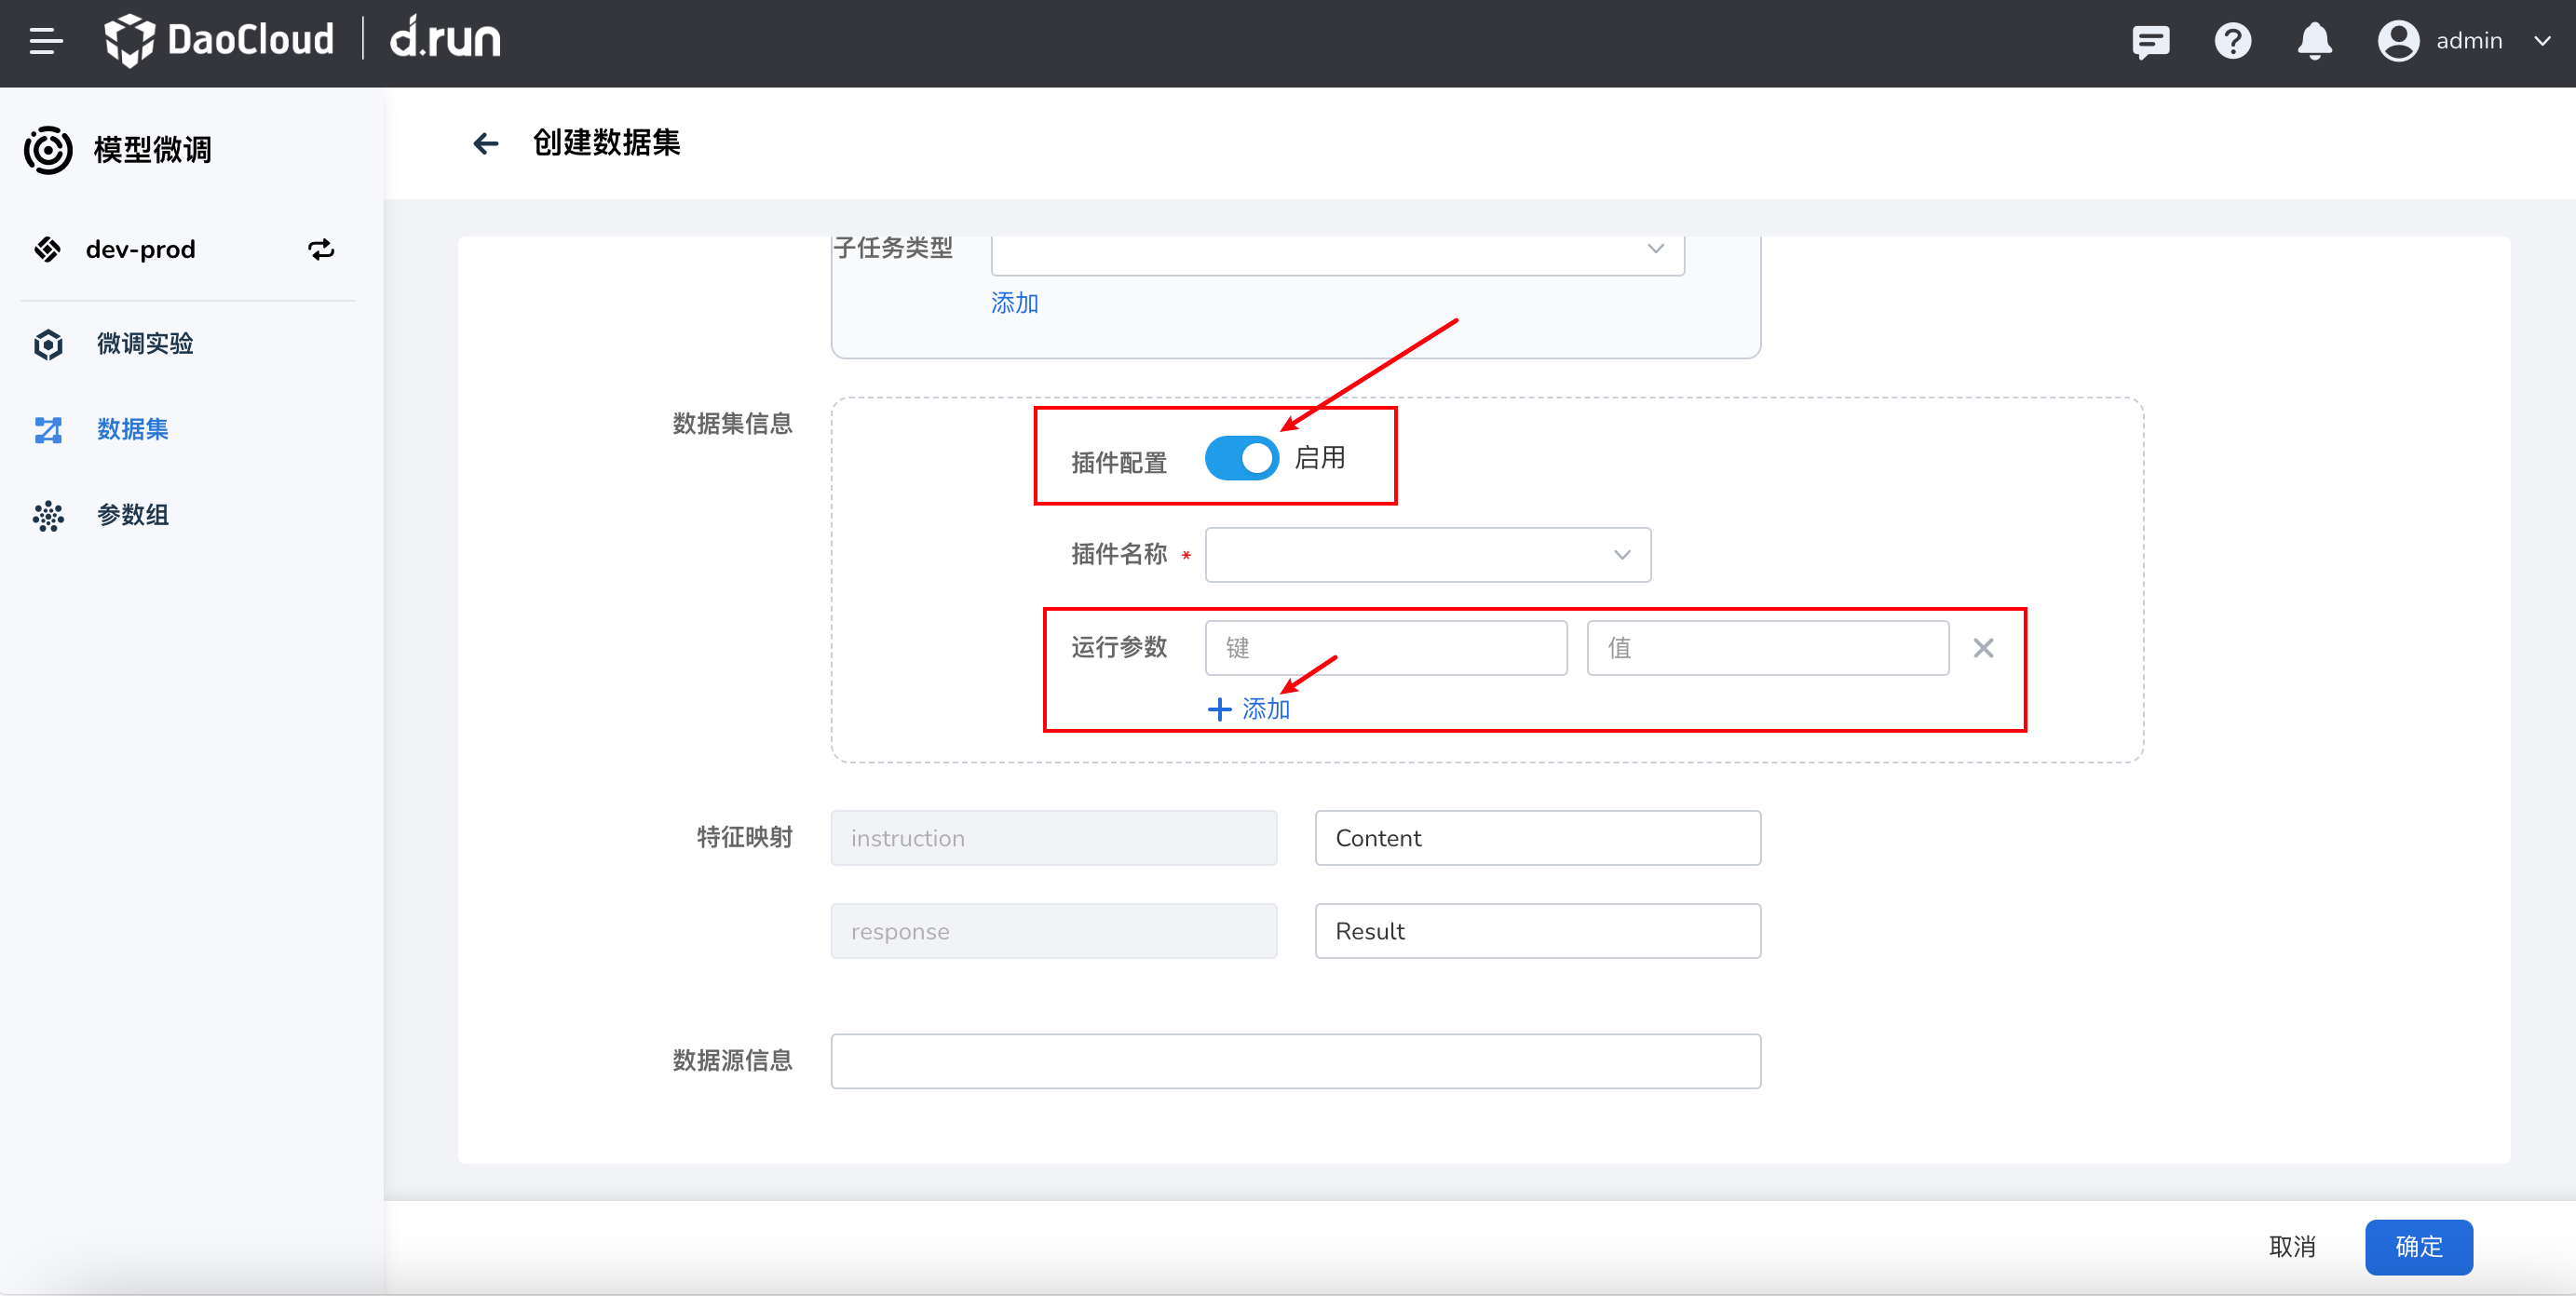 DaoCloud | d.run
admin
模型微调
创建数据集
dev-prod
微调实验
数据集
参数组
子任务类型
添加
数据集信息
插件配置 启用
插件名称 *
运行参数 键 值
添加
特征映射 instruction Content
response Result
数据源信息
取消 确定